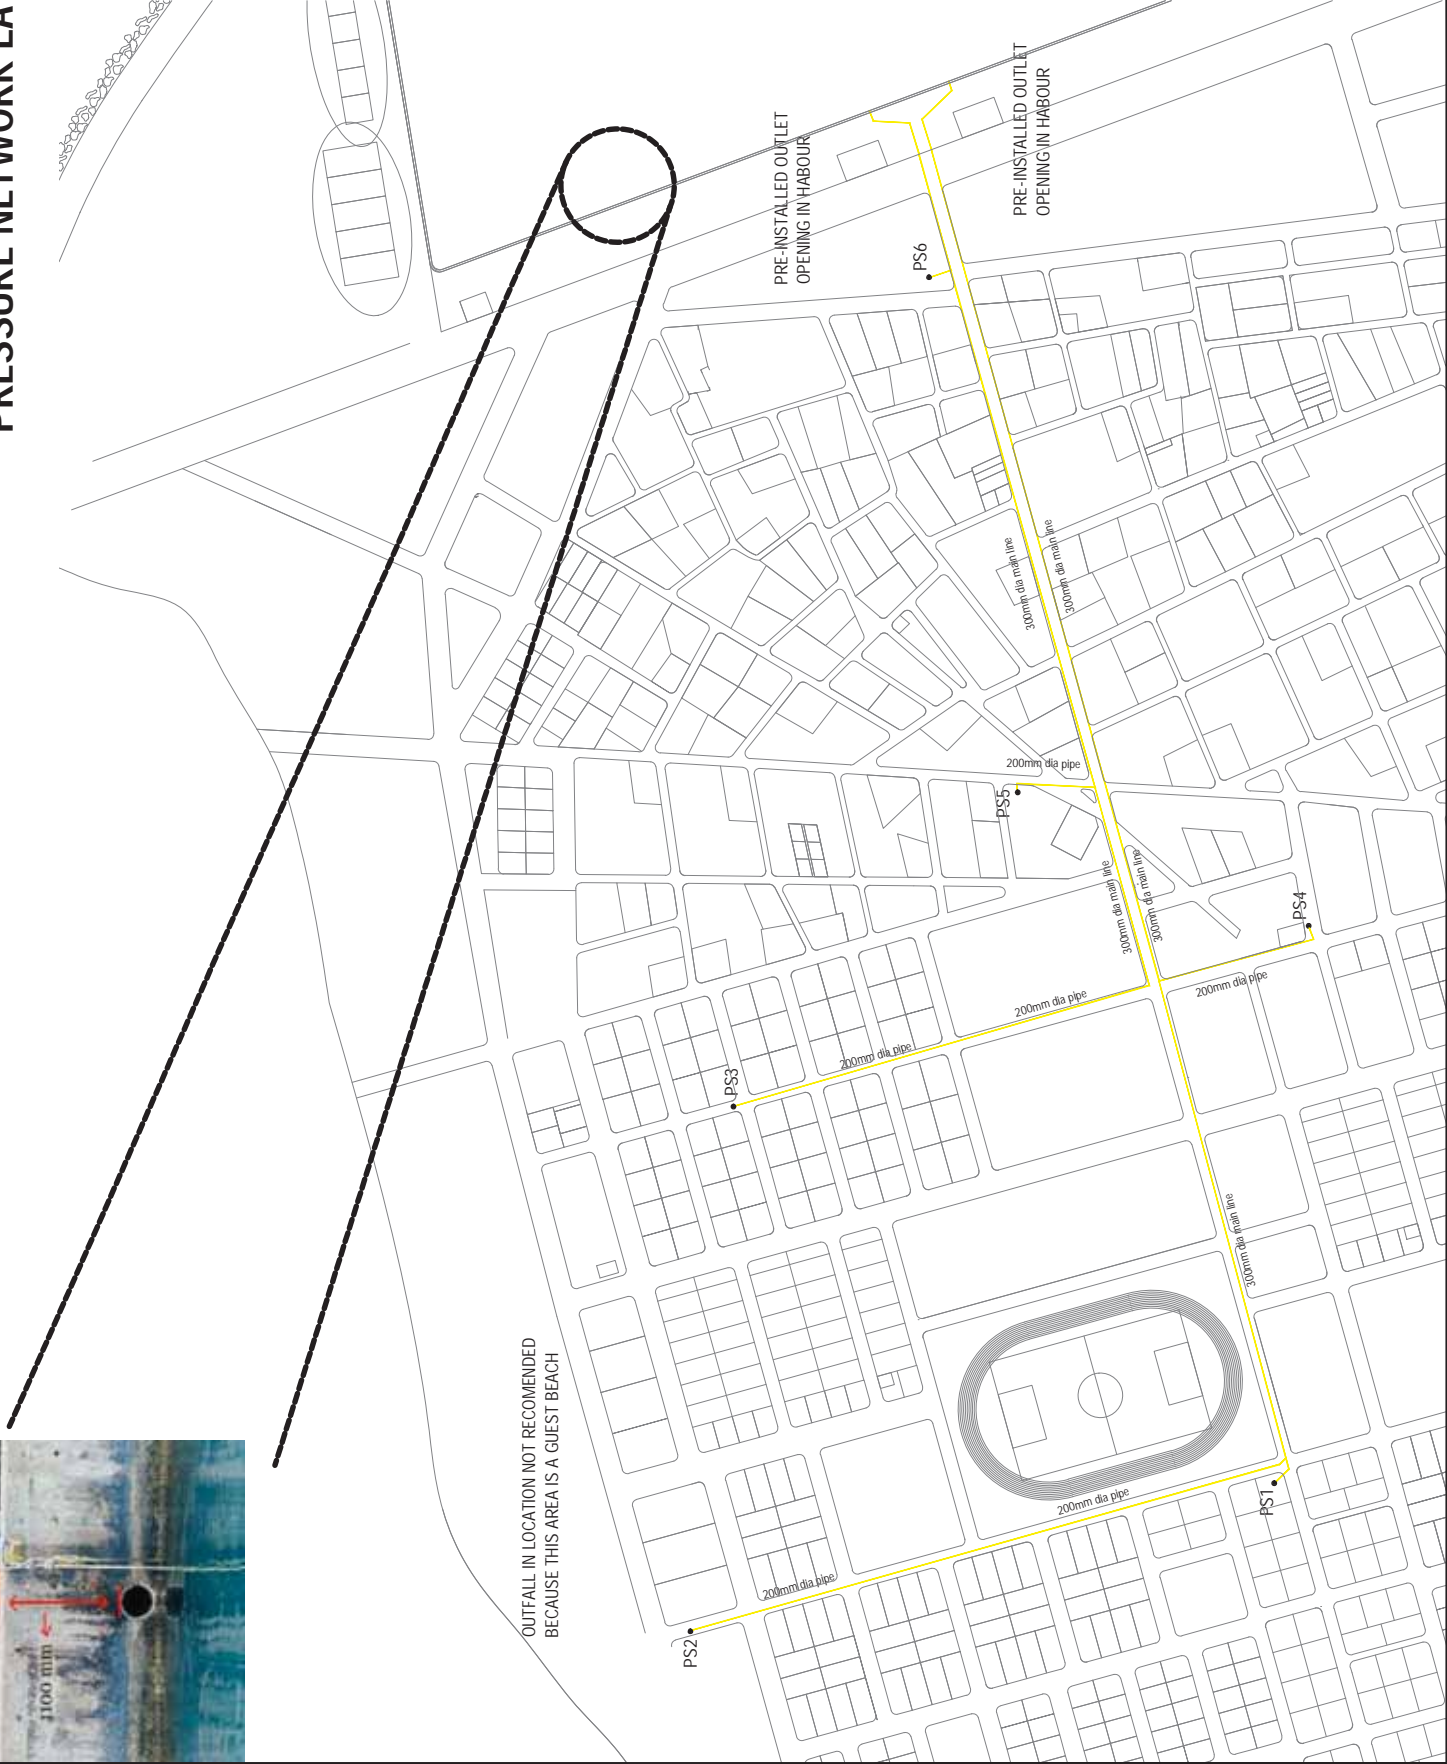 PRESSURE NETWORK LA
PRE-INSTALLED OUTLET
OPENING IN HABOUR
PRE-INSTALLED OUTLET
OPENING IN HABOUR
PS6
300mm dia main line
300mm dia main line
200mm dia pipe
PS5
300mm dia main line
300mm dia main line
PS4
200mm dia pipe
200mm dia pipe
200mm dia pipe
PS3
300mm dia main line
OUTFALL IN LOCATION NOT RECOMENDED
BECAUSE THIS AREA IS A GUEST BEACH
PS1
200mm dia pipe
200mm dia pipe
PS2
1100 mm